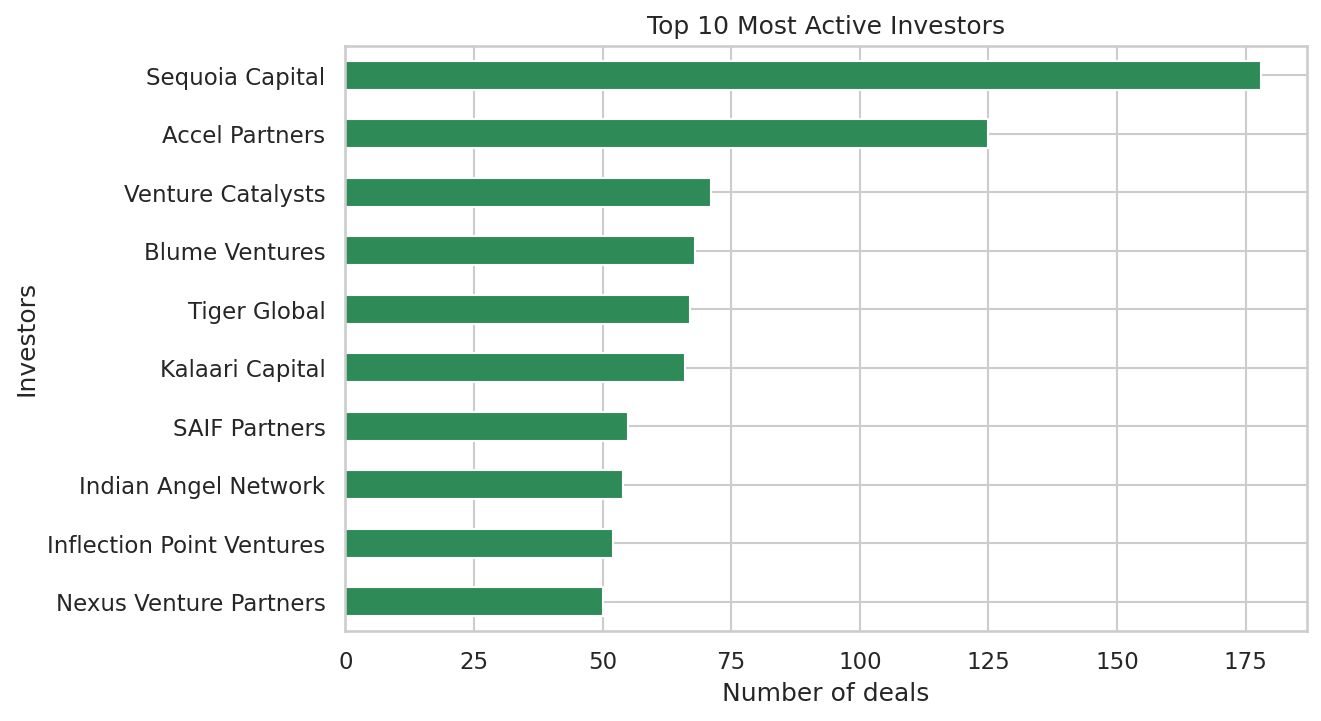 Top 10 Most Active Investors
Investors
Sequoia Capital
Accel Partners
Venture Catalysts
Blume Ventures
Tiger Global
Kalaari Capital
SAIF Partners
Indian Angel Network
Inflection Point Ventures
Nexus Venture Partners
0 25 50 75 100 125 150 175
Number of deals